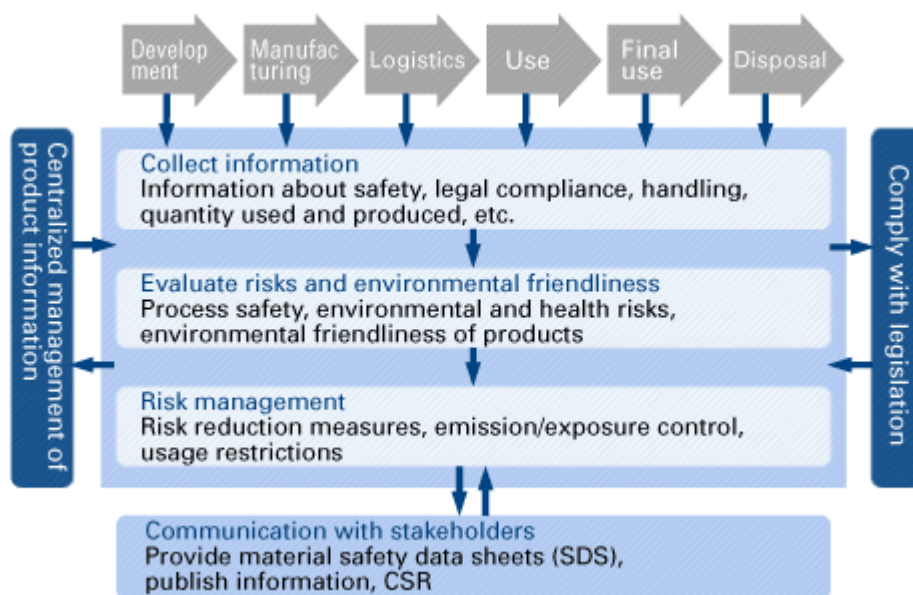 Develop
ment
Manufac
turing
Logistics
Use
Final
use
Disposal
Centralized management of
product information
Collect information
Information about safety, legal compliance, handling,
quantity used and produced, etc.
Evaluate risks and environmental friendliness
Process safety, environmental and health risks,
environmental friendliness of products
Risk management
Risk reduction measures, emission/exposure control,
usage restrictions
Comply with legislation
Communication with stakeholders
Provide material safety data sheets (SDS),
publish information, CSR